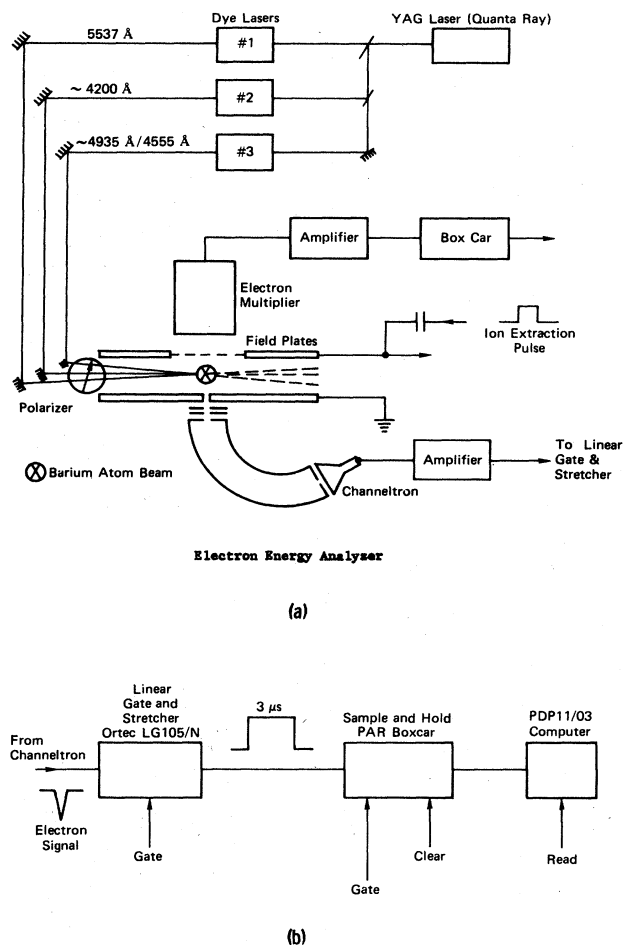 Dye Lasers
YAG Laser (Quanta Ray)
5537 Å
#1
~ 4200 Å
#2
~4935 Å/4555 Å
#3
Amplifier
Box Car
Electron
Multiplier
Field Plates
Ion Extraction
Pulse
Polarizer
Barium Atom Beam
Channeltron
Amplifier
To Linear
Gate &
Stretcher
Electron Energy Analyzer
(a)
Linear
Gate and
Stretcher
Ortec LG105/N
3 μs
Sample and Hold
PAR Boxcar
PDP11/03
Computer
From
Channeltron
Electron
Signal
Gate
Gate
Clear
Read
(b)